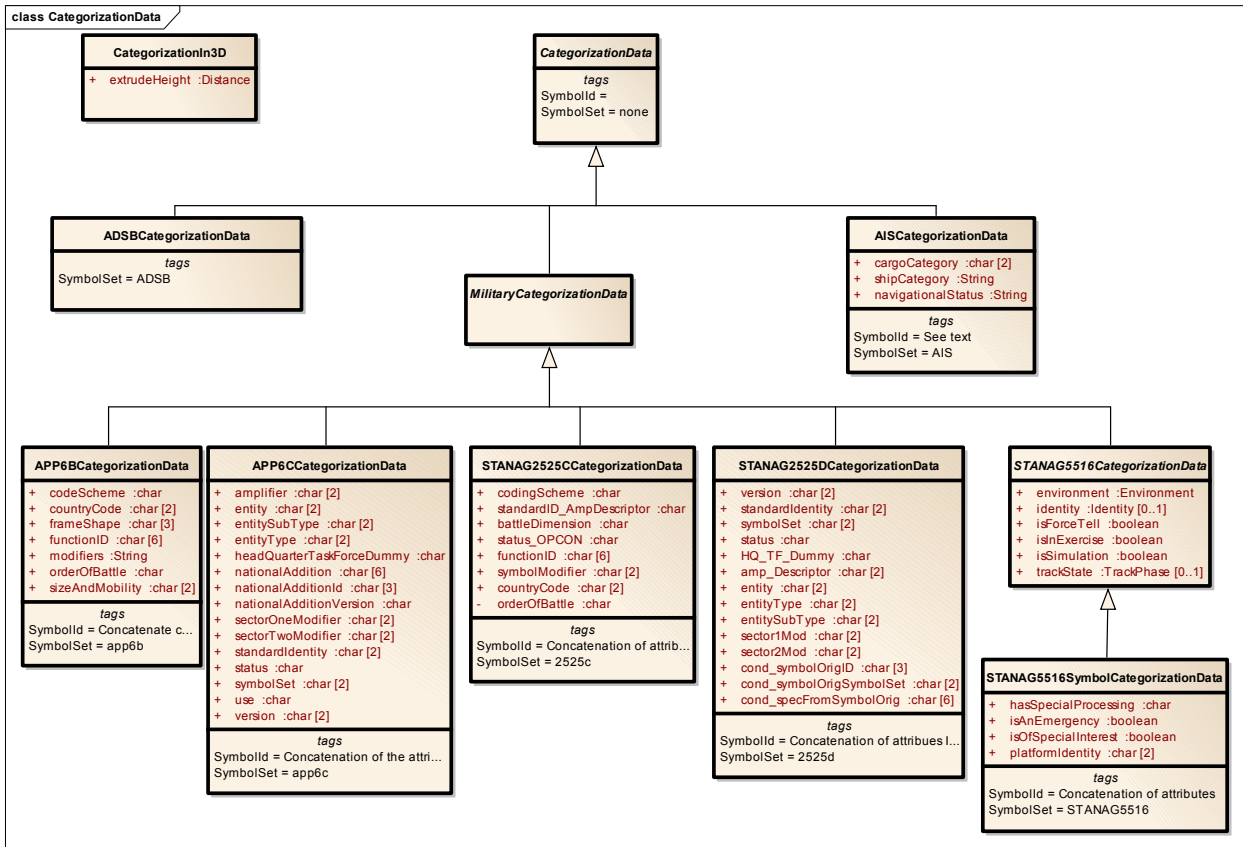 class CategorizationData
CategorizationIn3D
+ extrudeHeight :Distance
CategorizationData
tags
SymbolId =
SymbolSet = none
ADSBCategorizationData
tags
SymbolSet = ADSB
MilitaryCategorizationData
AISCategorizationData
+ cargoCategory :char [2]
+ shipCategory :String
+ navigationalStatus :String
tags
SymbolId = See text
SymbolSet = AIS
APP6BCategorizationData
+ codeScheme :char
+ countryCode :char [2]
+ frameShape :char [3]
+ functionID :char [6]
+ modifiers :String
+ orderOfBattle :char
+ sizeAndMobility :char [2]
tags
SymbolId = Concatenate c...
SymbolSet = app6b
APP6CCategorizationData
+ amplifier :char [2]
+ entity :char [2]
+ entitySubType :char [2]
+ entityType :char [2]
+ headQuarterTaskForceDummy :char
+ nationalAddition :char [6]
+ nationalAdditionId :char [3]
+ nationalAdditionVersion :char
+ sectorOneModifier :char [2]
+ sectorTwoModifier :char [2]
+ standardIdentity :char [2]
+ status :char
+ symbolSet :char [2]
+ use :char
+ version :char [2]
tags
SymbolId = Concatenation of the attri...
SymbolSet = app6c
STANAG2525CCategorizationData
+ codingScheme :char
+ standardID_AmpDescriptor :char
+ battleDimension :char
+ status_OPCON :char
+ functionID :char [6]
+ symbolModifier :char [2]
+ countryCode :char [2]
- orderOfBattle :char
tags
SymbolId = Concatenation of attrib...
SymbolSet = 2525c
STANAG2525DCategorizationData
+ version :char [2]
+ standardIdentity :char [2]
+ symbolSet :char [2]
+ status :char
+ HQ_TF_Dummy :char
+ amp_Descriptor :char [2]
+ entity :char [2]
+ entityType :char [2]
+ entitySubType :char [2]
+ sector1Mod :char [2]
+ sector2Mod :char [2]
+ cond_symbolOrigID :char [3]
+ cond_symbolOrigSymbolSet :char [2]
+ cond_specFromSymbolOrig :char [6]
tags
SymbolId = Concatenation of attribues l...
SymbolSet = 2525d
STANAG5516CategorizationData
+ environment :Environment
+ identity :Identity [0..1]
+ isForceTell :boolean
+ isInExercise :boolean
+ isSimulation :boolean
+ trackState :TrackPhase [0..1]
STANAG5516SymbolCategorizationData
+ hasSpecialProcessing :char
+ isAnEmergency :boolean
+ isOfSpecialInterest :boolean
+ platformIdentity :char [2]
tags
SymbolId = Concatenation of attributes
SymbolSet = STANAG5516